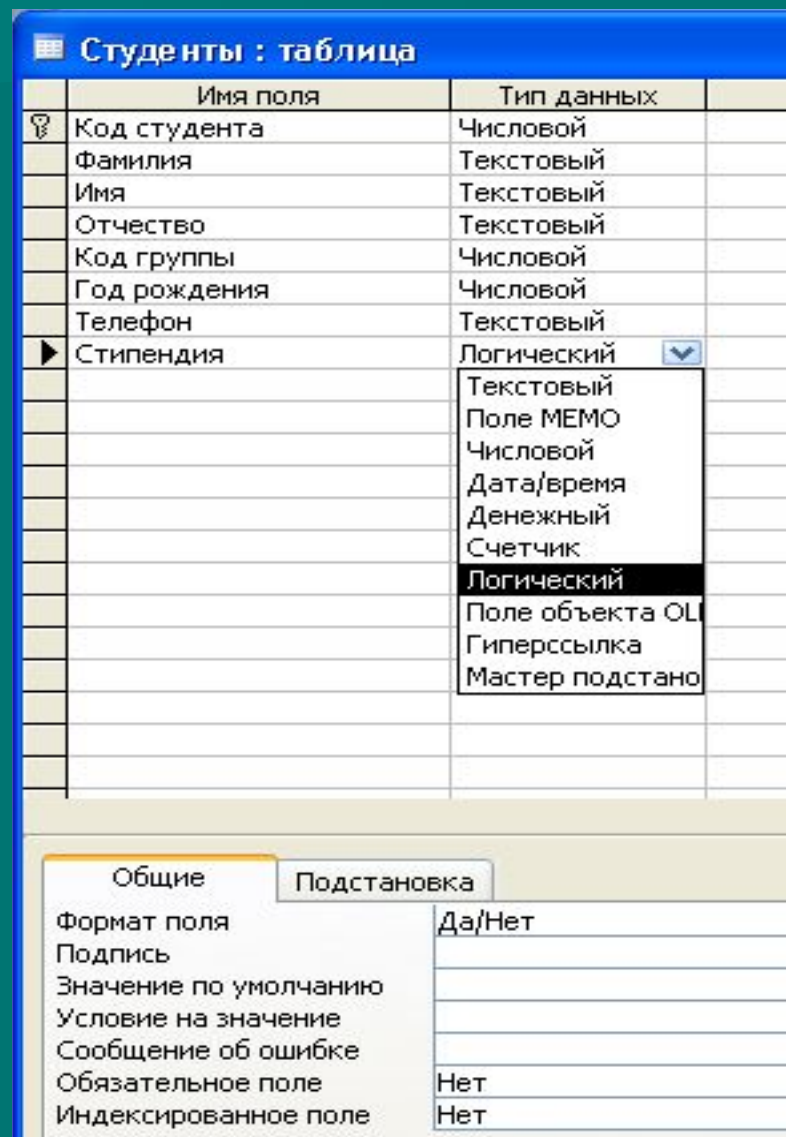 Студенты : таблица
Имя поля Тип данных
Код студента Числовой
Фамилия Текстовый
Имя Текстовый
Отчество Текстовый
Код группы Числовой
Год рождения Числовой
Телефон Текстовый
Стипендия Логический
Текстовый
Поле MEMO
Числовой
Дата/время
Денежный
Счетчик
Логический
Поле объекта OL
Гиперссылка
Мастер подстано
Общие Подстановка
Формат поля Да/Нет
Подпись
Значение по умолчанию
Условие на значение
Сообщение об ошибке
Обязательное поле Нет
Индексированное поле Нет